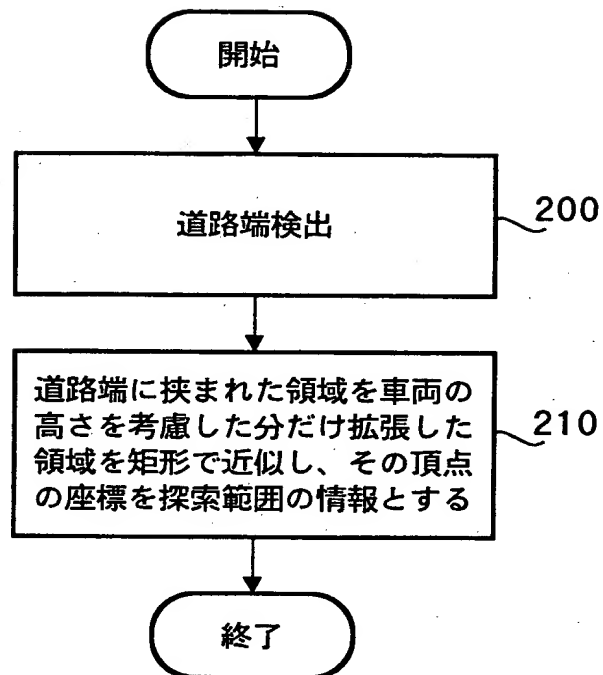 開始
道路端検出
200
道路端に挟まれた領域を車両の
高さを考慮した分だけ拡張した
領域を矩形で近似し、その頂点
の座標を探索範囲の情報とする
210
終了